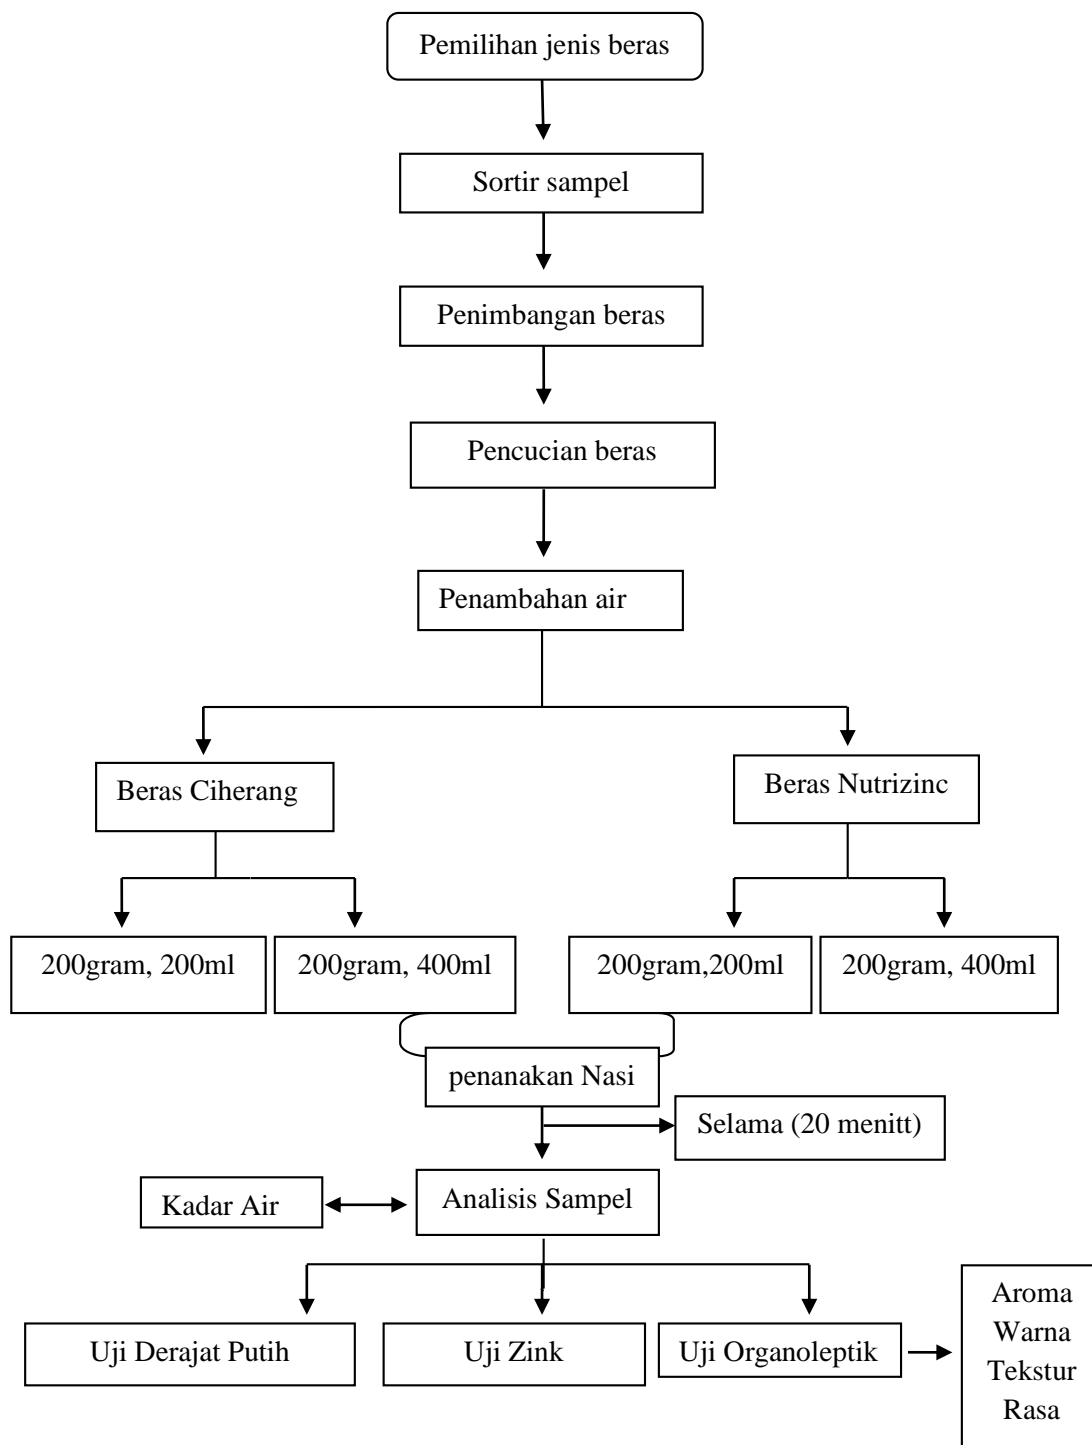 Pemilihan jenis beras
Sortir sampel
Penimbangan beras
Pencucian beras
Penambahan air
Beras Ciherang
Beras Nutrizinc
200gram, 200ml
200gram, 400ml
200gram,200ml
200gram, 400ml
penanakan Nasi
Selama (20 menitt)
Kadar Air
Analisis Sampel
Uji Derajat Putih
Uji Zink
Uji Organoleptik
Aroma
Warna
Tekstur
Rasa